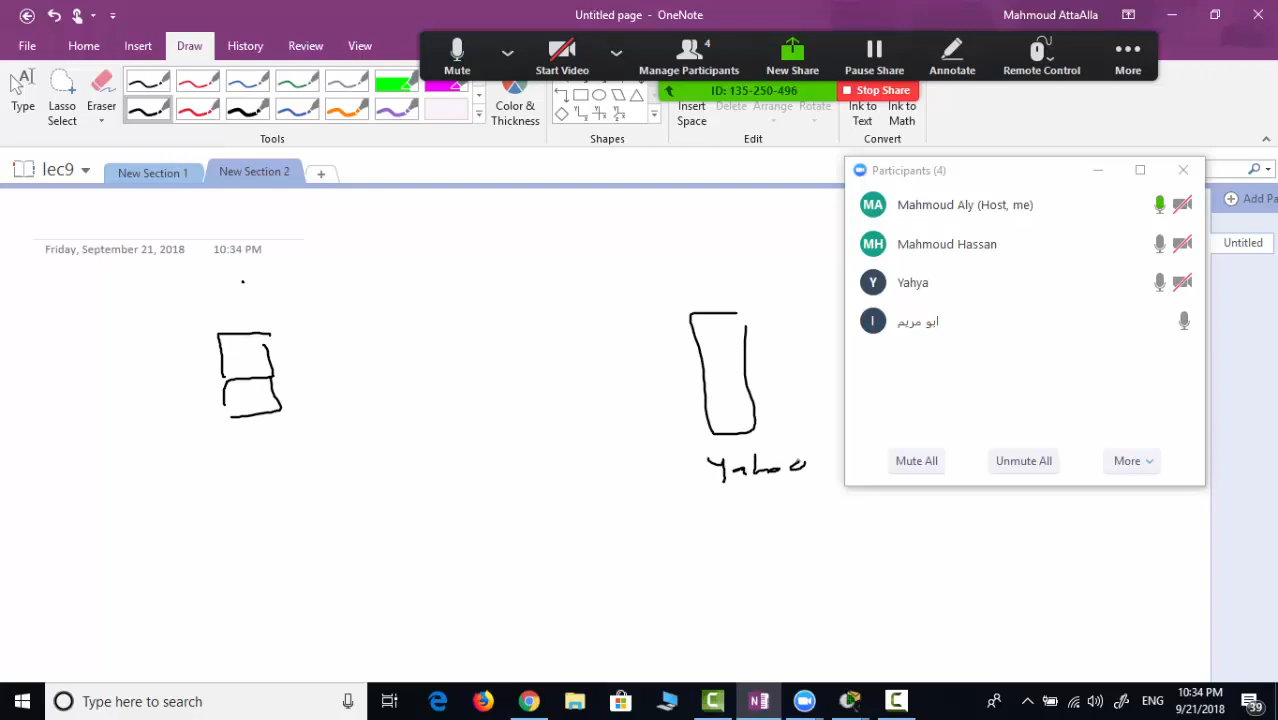 Untitled page - OneNote
Mahmoud AttaAlla
File Home Insert Draw History Review View
Mute Start Video Manage Participants 4 New Share Pause Share Annotate Remote Control More
ID: 135-250-496 Stop Share
Type Lasso Select Eraser Color & Thickness Insert Space Delete Arrange Rotate Ink to Text Ink to Math
Tools Shapes Edit Convert
lec9 New Section 1 New Section 2
Participants (4)
Add Pa
Mahmoud Aly (Host, me)
MA
Mahmoud Hassan
MH
Untitled
Friday, September 21, 2018 10:34 PM
Y Yahya
I ابو مريم
Mute All Unmute All More
Yahoo
Type here to search
ENG
10:34 PM
9/21/2018
39